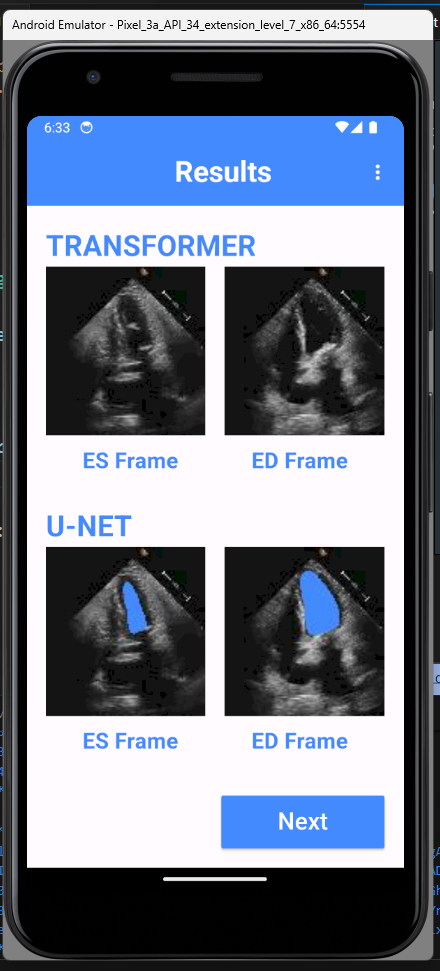 Android Emulator - Pixel_3a_API_34_extension_level_7_x86_64:5554
6:33
Results
TRANSFORMER
ES Frame
ED Frame
U-NET
ES Frame
ED Frame
Next